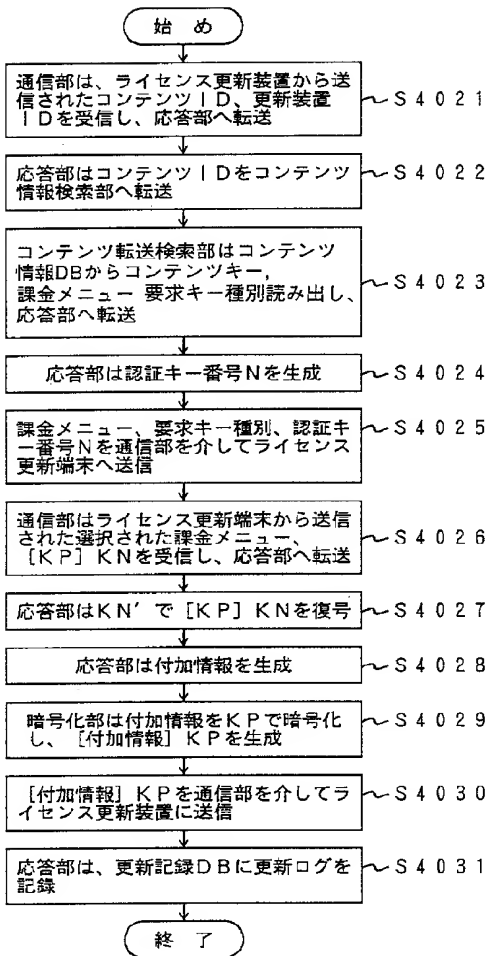 始 め
通信部は、ライセンス更新装置から送
信されたコンテンツID、更新装置
IDを受信し、応答部へ転送
S4021
応答部はコンテンツIDをコンテンツ
情報検索部へ転送
S4022
コンテンツ転送検索部はコンテンツ
情報DBからコンテンツキー,
課金メニュー 要求キー種別読み出し、
応答部へ転送
S4023
応答部は認証キー番号Nを生成
S4024
課金メニュー、要求キー種別、認証キ
ー番号Nを通信部を介してライセンス
更新端末へ送信
S4025
通信部はライセンス更新端末から送信
された選択された課金メニュー、
[KP] KNを受信し、応答部へ転送
S4026
応答部はKN'で[KP] KNを復号
S4027
応答部は付加情報を生成
S4028
暗号化部は付加情報をKPで暗号化
し、[付加情報] KPを生成
S4029
[付加情報] KPを通信部を介してラ
イセンス更新装置に送信
S4030
応答部は、更新記録DBに更新ログを
記録
S4031
終 了